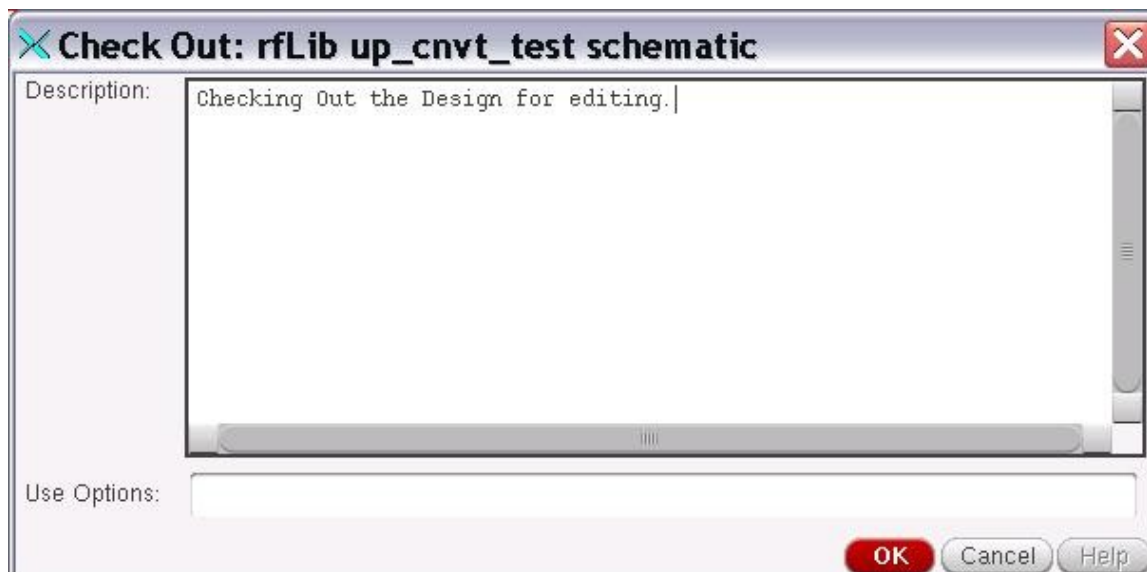 Check Out: rfLib up_cnvt_test schematic
Description:
Checking Out the Design for editing.
Use Options:
OK Cancel Help